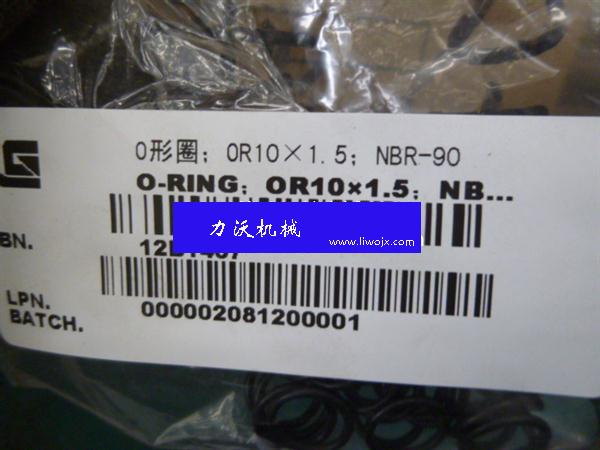 O形圈；OR10×1.5；NBR-90
O-RING；OR10×1.5；NB...
力沃机械
www.liwojx.com
BN.
LPN.
BATCH.
000002081200001